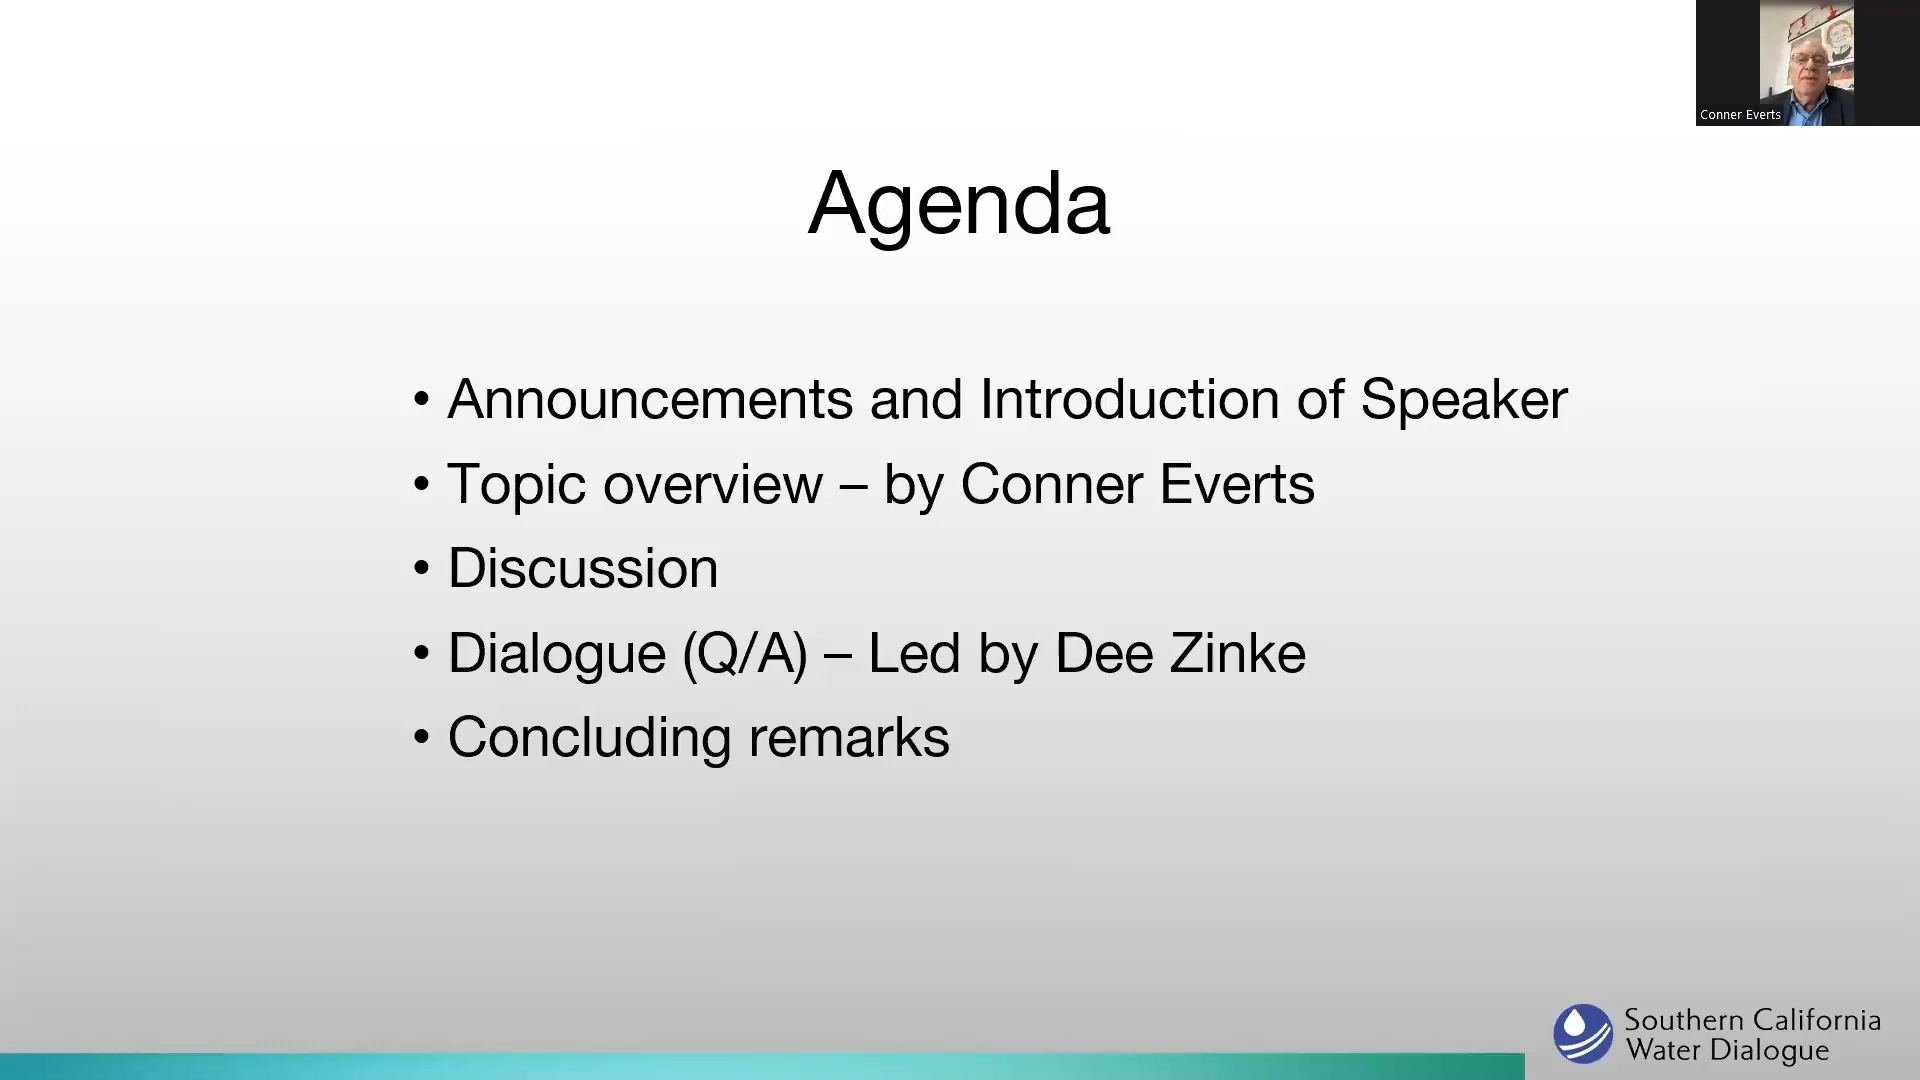 Conner Everts
Agenda
• Announcements and Introduction of Speaker
• Topic overview – by Conner Everts
• Discussion
• Dialogue (Q/A) – Led by Dee Zinke
• Concluding remarks
Southern California
Water Dialogue